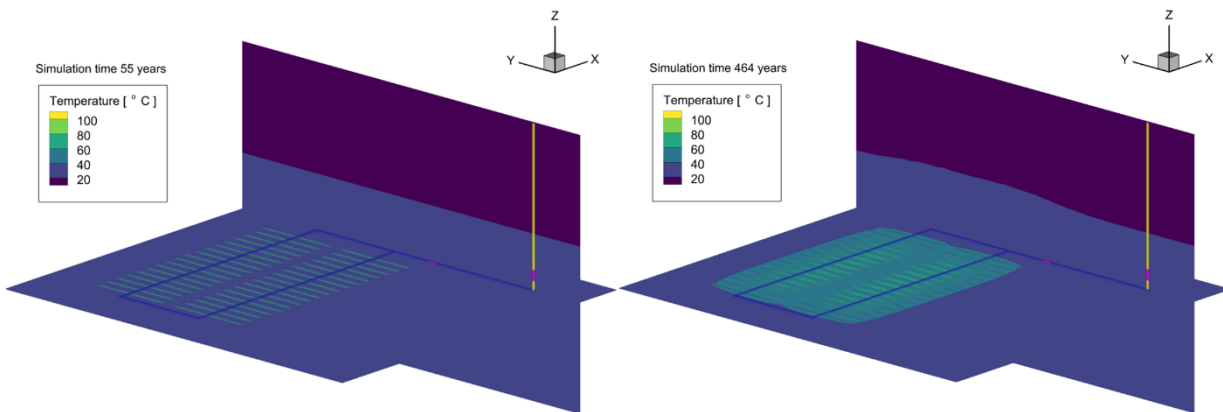 Simulation time 55 years
Temperature [ ° C ]
100
80
60
40
20
Z
Y
X
Simulation time 464 years
Temperature [ ° C ]
100
80
60
40
20
Z
Y
X